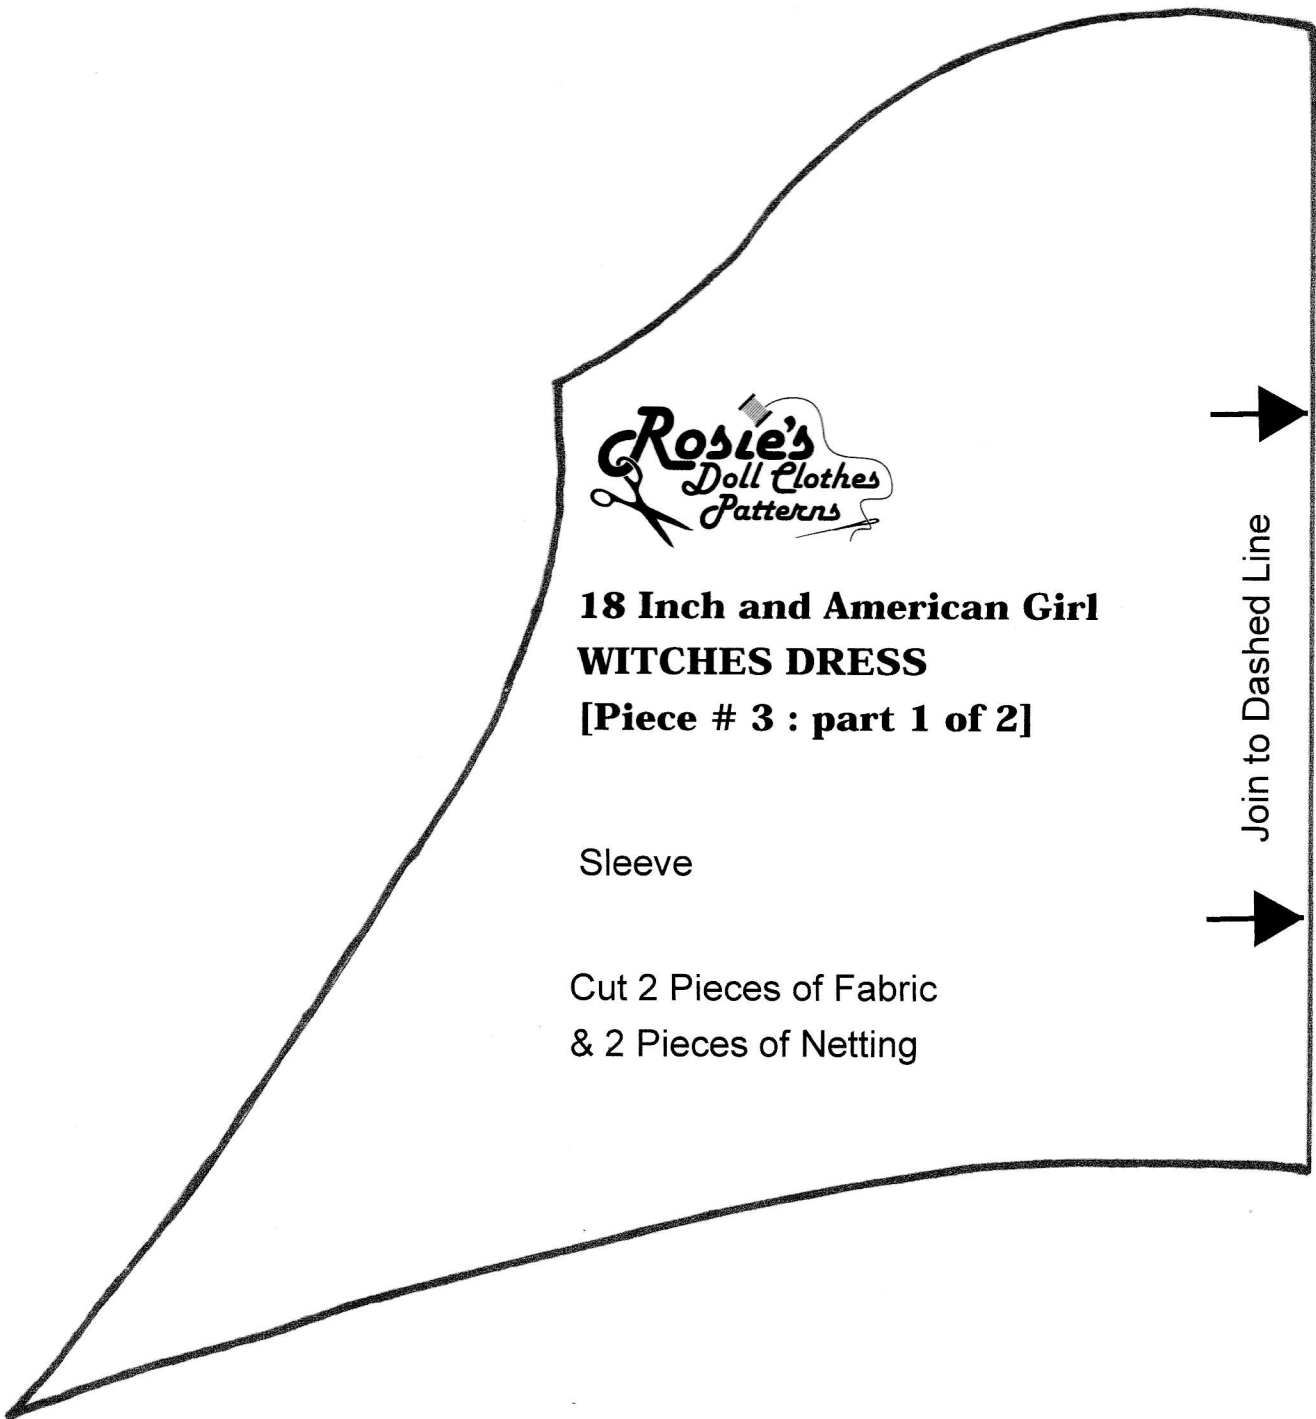 Rosie's
Doll Clothes
Patterns
18 Inch and American Girl
WITCHES DRESS
[Piece # 3 : part 1 of 2]
Sleeve
Cut 2 Pieces of Fabric
& 2 Pieces of Netting
Join to Dashed Line